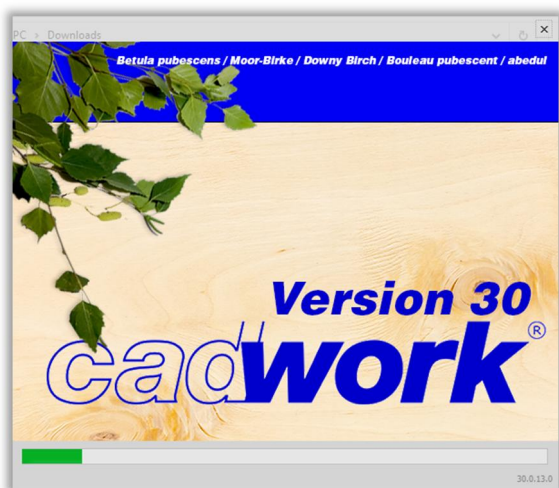 PC > Downloads
Betula pubescens / Moor-Birke / Downy Birch / Bouleau pubescent / abedul
Version 30
cadwork®
30.0.13.0